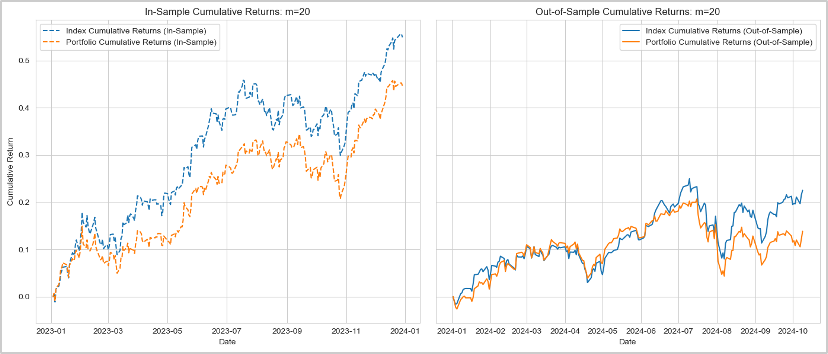 In-Sample Cumulative Returns: m=20
Index Cumulative Returns (In-Sample)
Portfolio Cumulative Returns (In-Sample)
Cumulative Return
0.5
0.4
0.3
0.2
0.1
0.0
2023-01 2023-03 2023-05 2023-07 2023-09 2023-11 2024-01
Date
Out-of-Sample Cumulative Returns: m=20
Index Cumulative Returns (Out-of-Sample)
Portfolio Cumulative Returns (Out-of-Sample)
2024-01 2024-02 2024-03 2024-04 2024-05 2024-06 2024-07 2024-08 2024-09 2024-10
Date